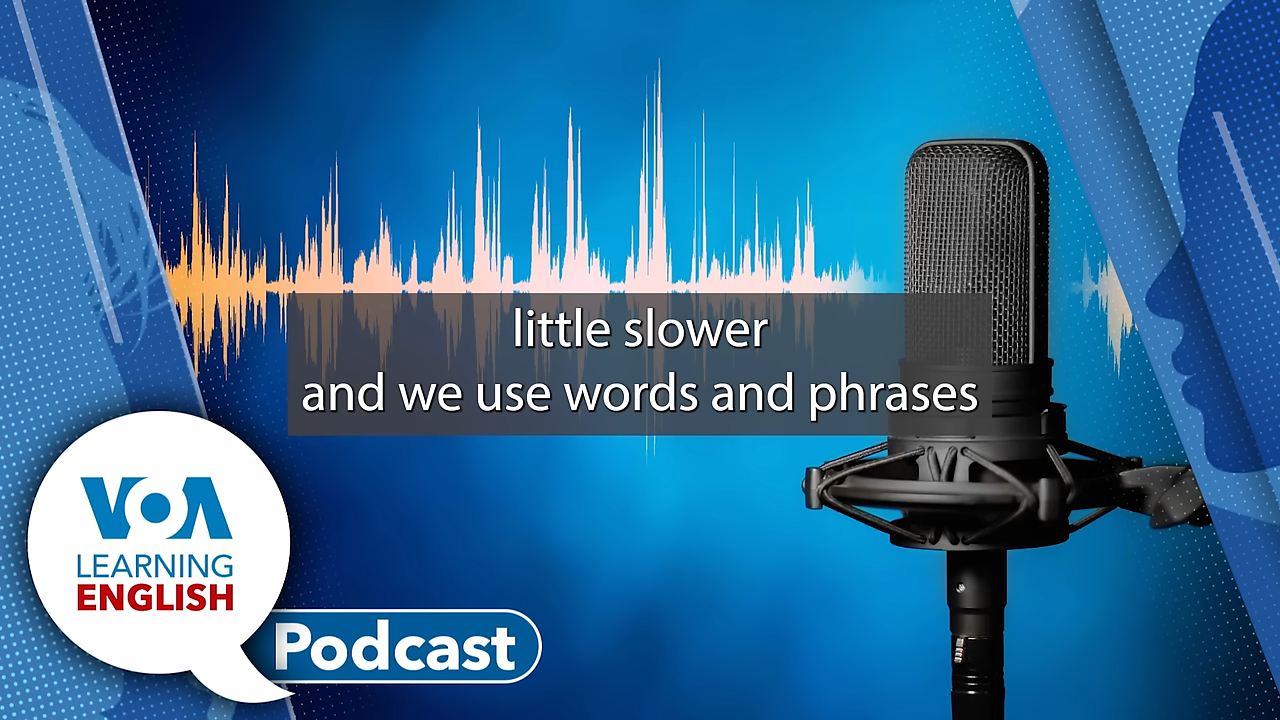 little slower
and we use words and phrases
VOA
LEARNING
ENGLISH
Podcast